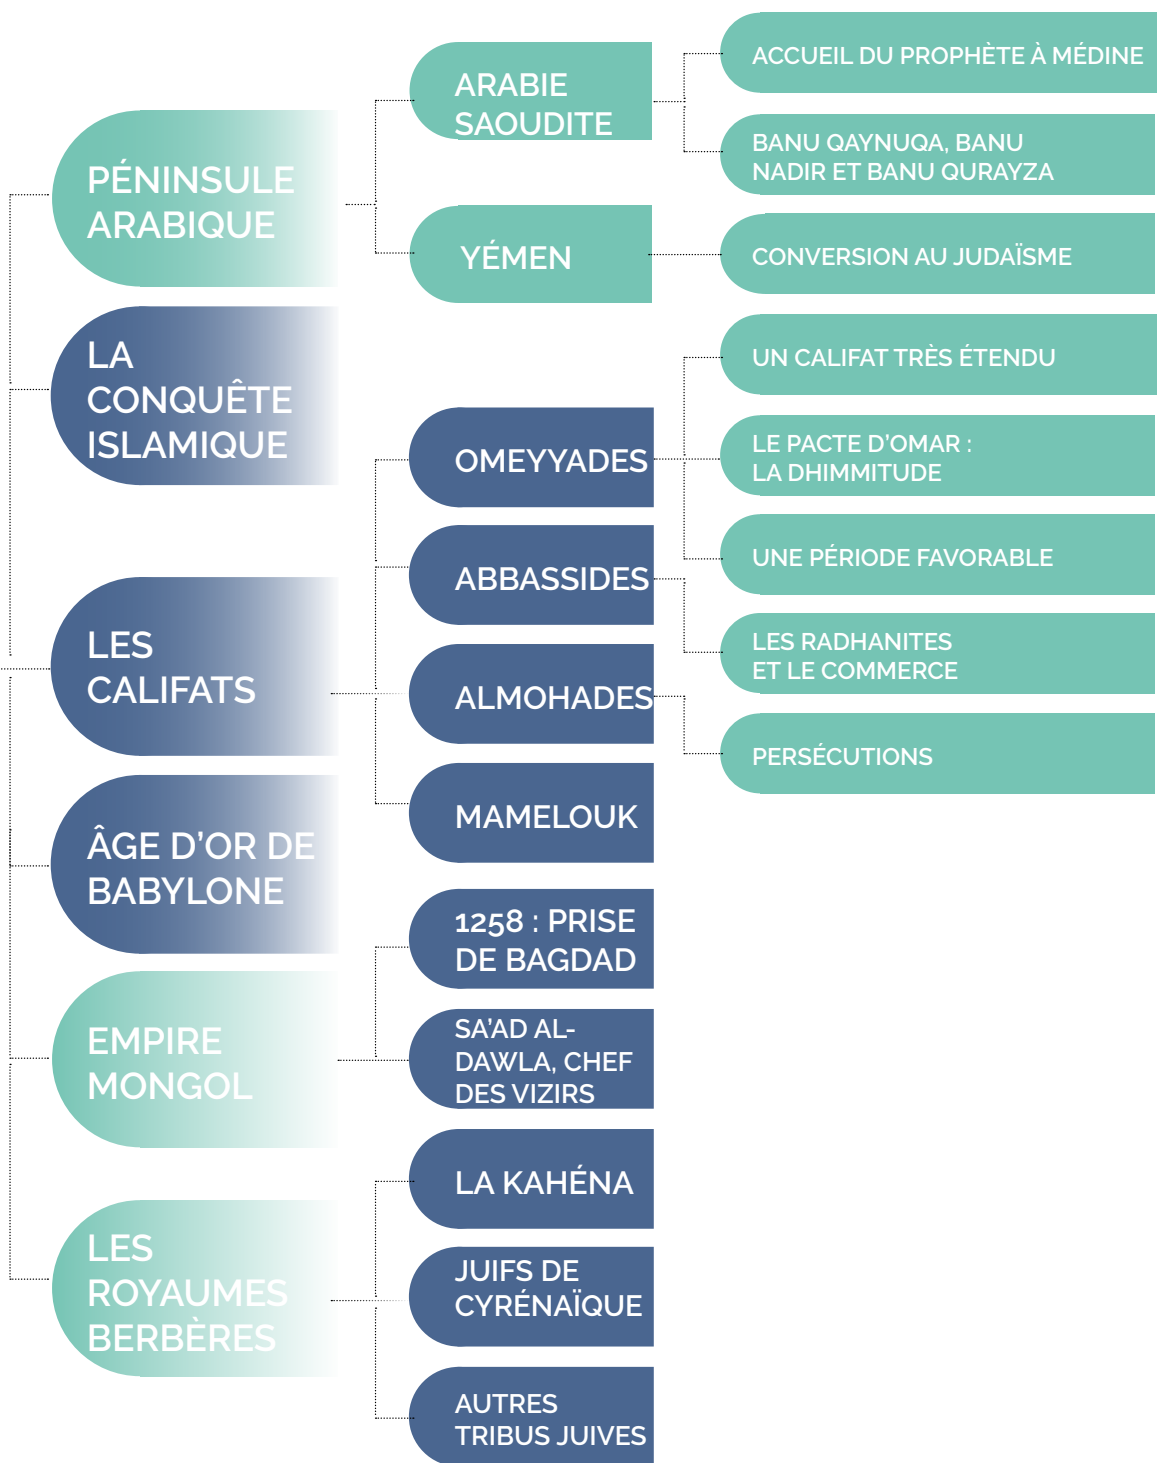 PÉNINSULE
ARABIQUE
ARABIE
SAOUDITE
ACCUEIL DU PROPHÈTE À MÉDINE
BANU QAYNUQA, BANU
NADIR ET BANU QURAYZA
YÉMEN
CONVERSION AU JUDAÏSME
LA
CONQUÊTE
ISLAMIQUE
LES
CALIFATS
OMEYYADES
UN CALIFAT TRÈS ÉTENDU
LE PACTE D'OMAR :
LA DHIMMITUDE
UNE PÉRIODE FAVORABLE
ABBASSIDES
LES RADHANITES
ET LE COMMERCE
ALMOHADES
PERSÉCUTIONS
MAMELOUK
ÂGE D'OR DE
BABYLONE
EMPIRE
MONGOL
1258 : PRISE
DE BAGDAD
SA'AD AL-
DAWLA, CHEF
DES VIZIRS
LES
ROYAUMES
BERBÈRES
LA KAHÉNA
JUIFS DE
CYRÉNAÏQUE
AUTRES
TRIBUS JUIVES